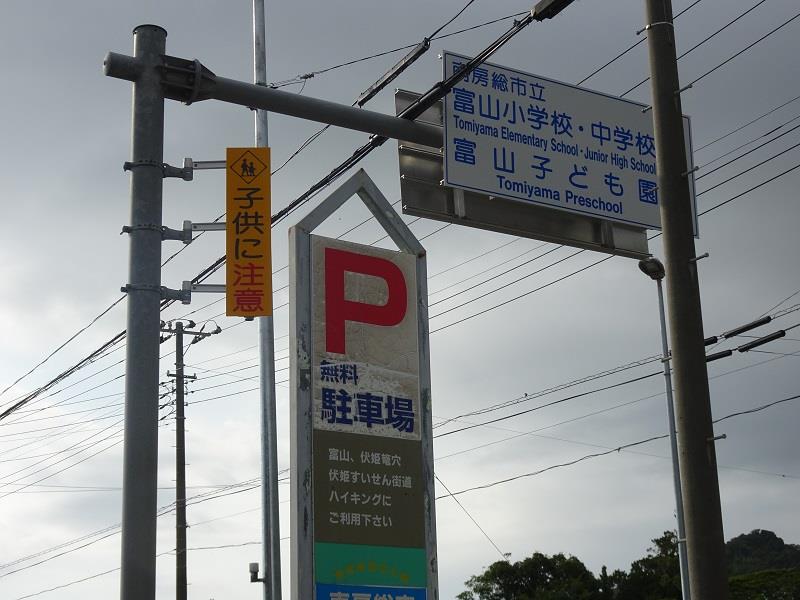 南房総市立
富山小学校・中学校
Tomiyama Elementary School・Junior High School
富山子ども園
Tomiyama Preschool
子供に注意
P
無料
駐車場
富山、伏姫篭穴
伏姫すいせん街道
ハイキングに
ご利用下さい